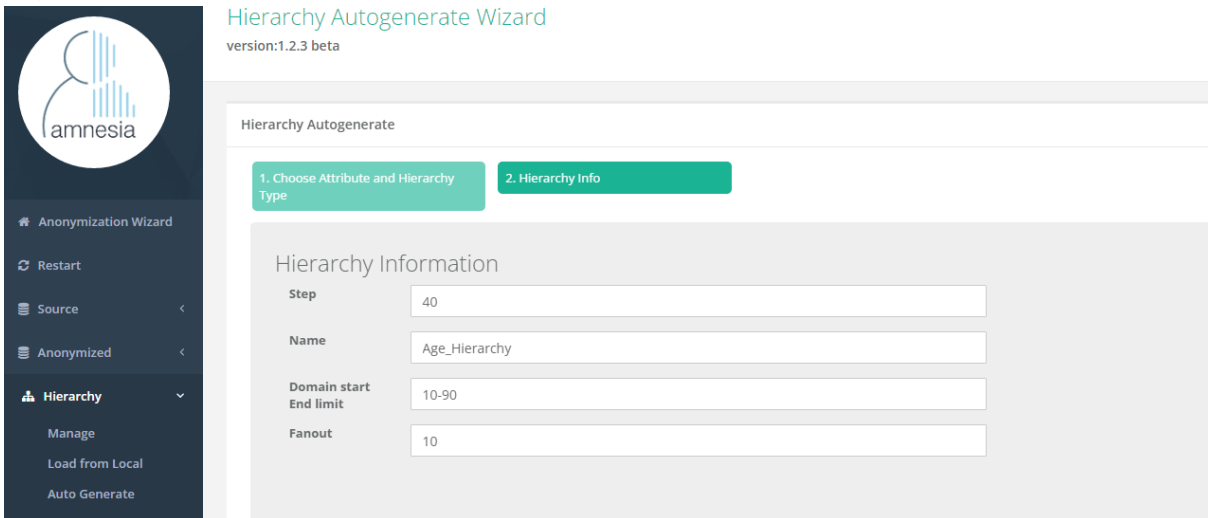 Hierarchy Autogenerate Wizard
version:1.2.3 beta
amnesia
Anonymization Wizard
Restart
Source
Anonymized
Hierarchy
Manage
Load from Local
Auto Generate
Hierarchy Autogenerate
1. Choose Attribute and Hierarchy
Type
2. Hierarchy Info
Hierarchy Information
Step
40
Name
Age_Hierarchy
Domain start
End limit
10-90
Fanout
10